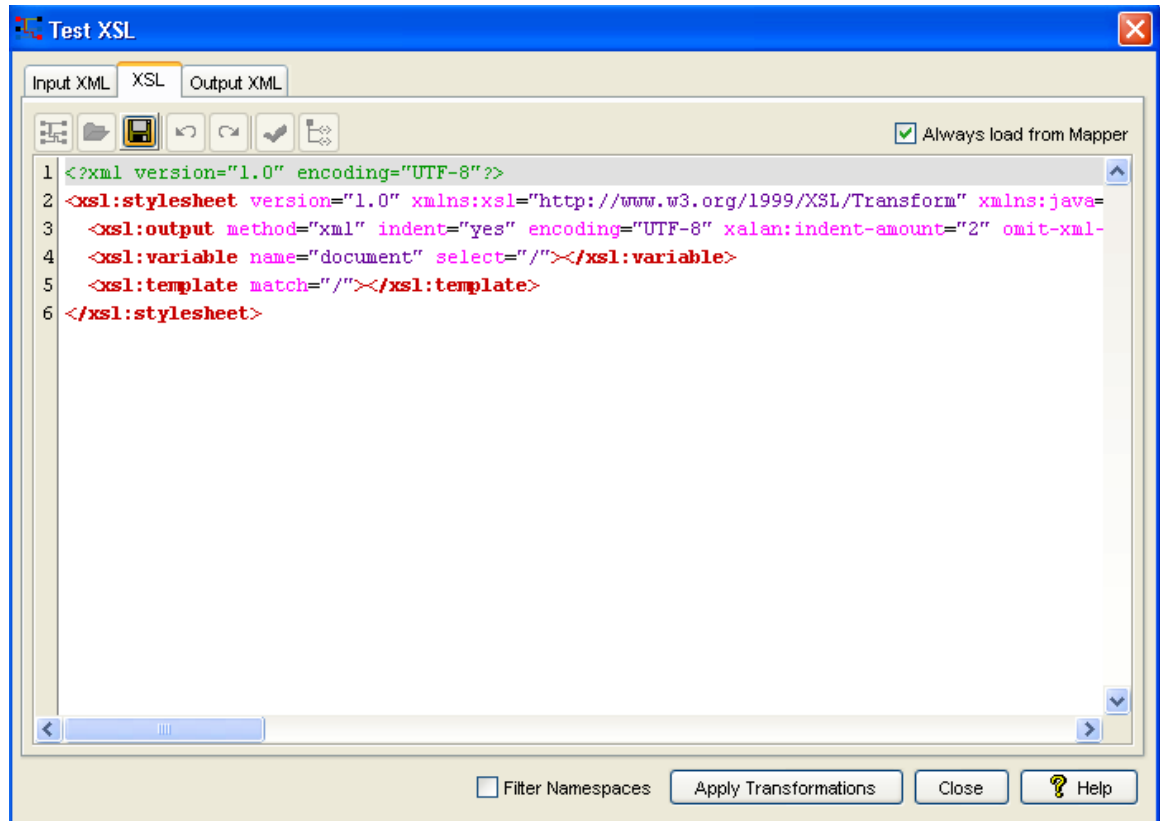 Test XSL
Input XML XSL Output XML
Always load from Mapper
1 <?xml version="1.0" encoding="UTF-8"?>
2 <xsl:stylesheet version="1.0" xmlns:xsl="http://www.w3.org/1999/XSL/Transform" xmlns:java=
3 <xsl:output method="xml" indent="yes" encoding="UTF-8" xalan:indent-amount="2" omit-xml-
4 <xsl:variable name="document" select="/"></xsl:variable>
5 <xsl:template match="/"></xsl:template>
6 </xsl:stylesheet>
Filter Namespaces Apply Transformations Close Help